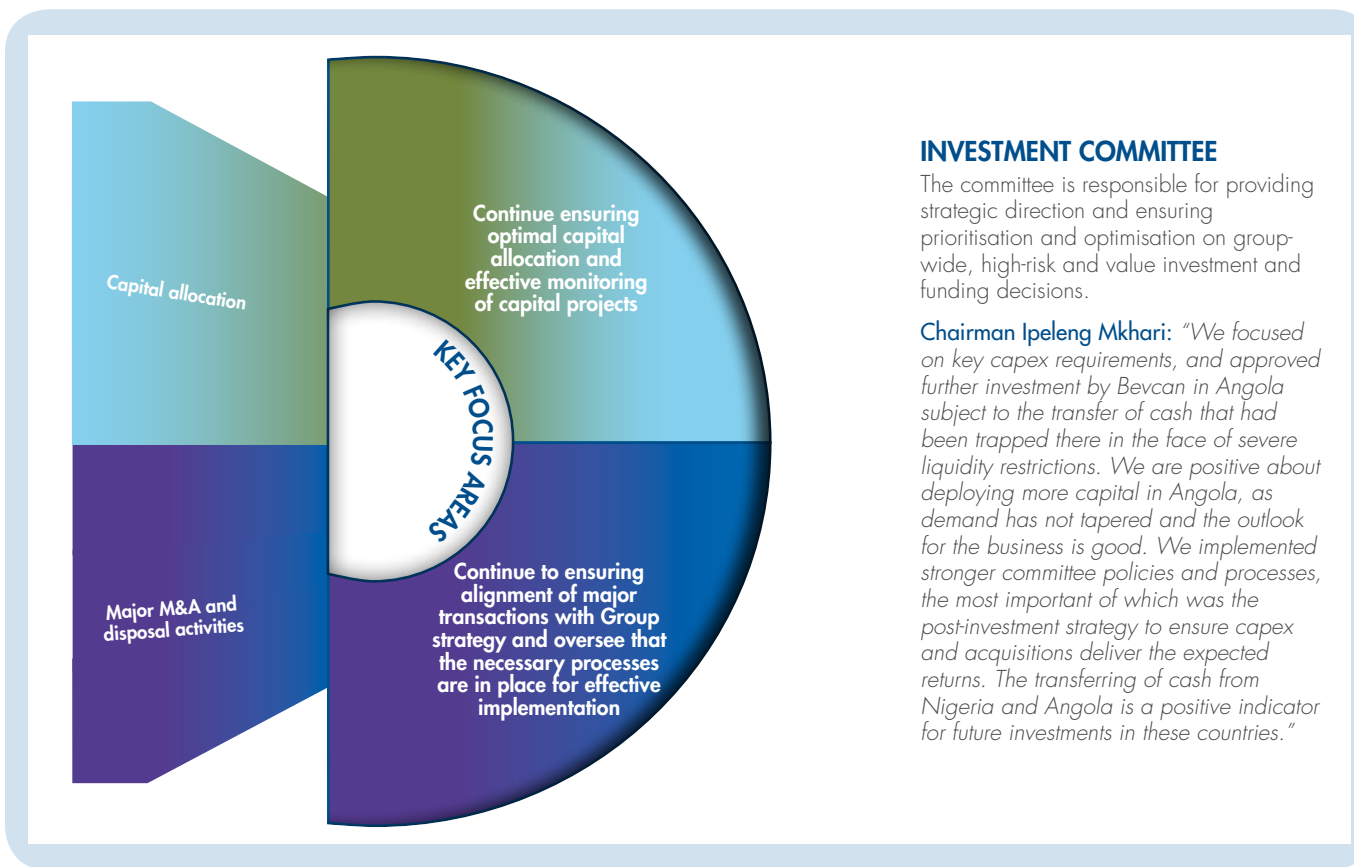 Capital allocation
Major M&A and
disposal activities
Continue ensuring
optimal capital
allocation and
effective monitoring
of capital projects
KEY FOCUS AREAS
Continue to ensuring
alignment of major
transactions with Group
strategy and oversee that
the necessary processes
are in place for effective
implementation
INVESTMENT COMMITTEE
The committee is responsible for providing
strategic direction and ensuring
prioritisation and optimisation on group-
wide, high-risk and value investment and
funding decisions.
Chairman Ipeleng Mkhari: “We focused
on key capex requirements, and approved
further investment by Bevcan in Angola
subject to the transfer of cash that had
been trapped there in the face of severe
liquidity restrictions. We are positive about
deploying more capital in Angola, as
demand has not tapered and the outlook
for the business is good. We implemented
stronger committee policies and processes,
the most important of which was the
post-investment strategy to ensure capex
and acquisitions deliver the expected
returns. The transferring of cash from
Nigeria and Angola is a positive indicator
for future investments in these countries.”